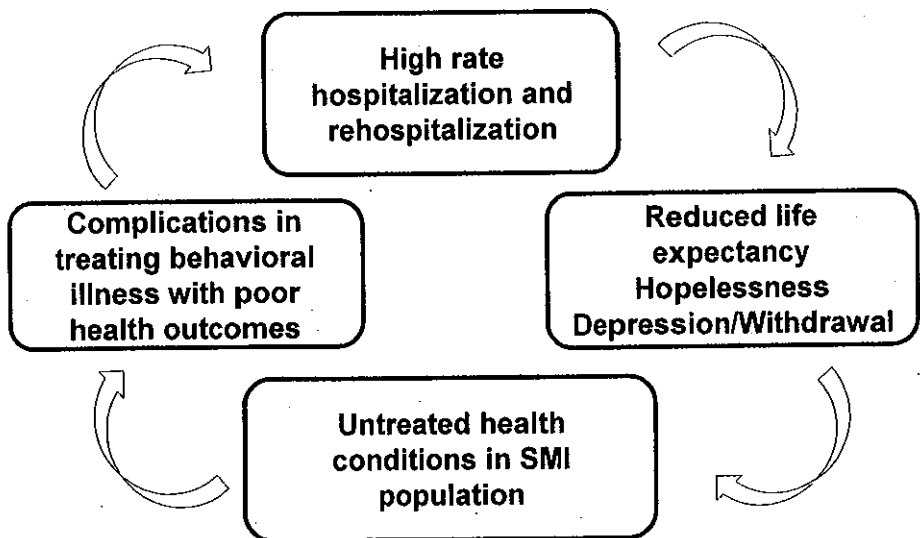 High rate
hospitalization and
rehospitalization
Complications in
treating behavioral
illness with poor
health outcomes
Reduced life
expectancy
Hopelessness
Depression/Withdrawal
Untreated health
conditions in SMI
population